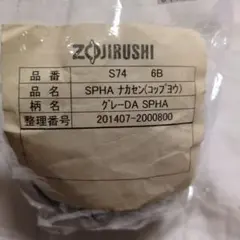 ZOJIRUSHI
品番 S74 6B
品名 SPHA ナカセン(コップヨウ)
柄名 グレーDA SPHA
整理番号 201407-2000800